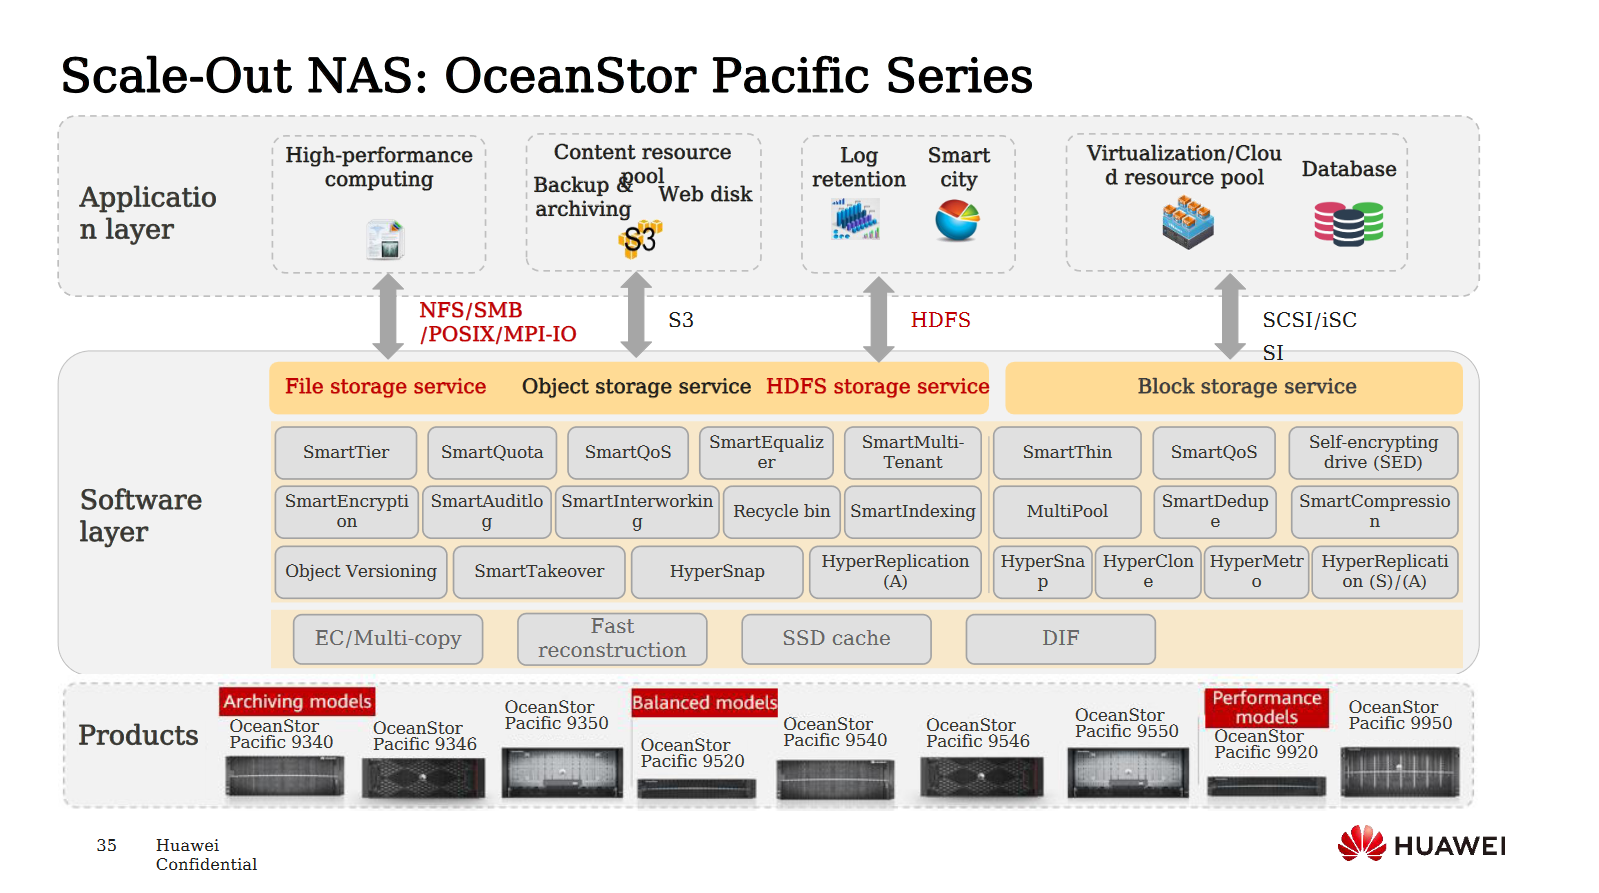 Scale-Out NAS: OceanStor Pacific Series
Applicatio
n layer
High-performance
computing
Content resource
pool
Backup &
archiving
Web disk
S3
Log
retention
Smart
city
Virtualization/Clou
d resource pool
Database
NFS/SMB
/POSIX/MPI-IO
S3
HDFS
SCSI/iSC
SI
Software
layer
File storage service
Object storage service
HDFS storage service
Block storage service
SmartTier
SmartQuota
SmartQoS
SmartEqualiz
er
SmartMulti-
Tenant
SmartThin
SmartQoS
Self-encrypting
drive (SED)
SmartEncrypti
on
SmartAuditlo
g
SmartInterworkin
g
Recycle bin
SmartIndexing
MultiPool
SmartDedup
e
SmartCompressio
n
Object Versioning
SmartTakeover
HyperSnap
HyperReplication
(A)
HyperSna
p
HyperClon
e
HyperMetr
o
HyperReplicati
on (S)/(A)
EC/Multi-copy
Fast
reconstruction
SSD cache
DIF
Products
Archiving models
OceanStor
Pacific 9340
OceanStor
Pacific 9346
OceanStor
Pacific 9350
Balanced models
OceanStor
Pacific 9520
OceanStor
Pacific 9540
OceanStor
Pacific 9546
OceanStor
Pacific 9550
Performance
models
OceanStor
Pacific 9920
OceanStor
Pacific 9950
35
Huawei
Confidential
HUAWEI